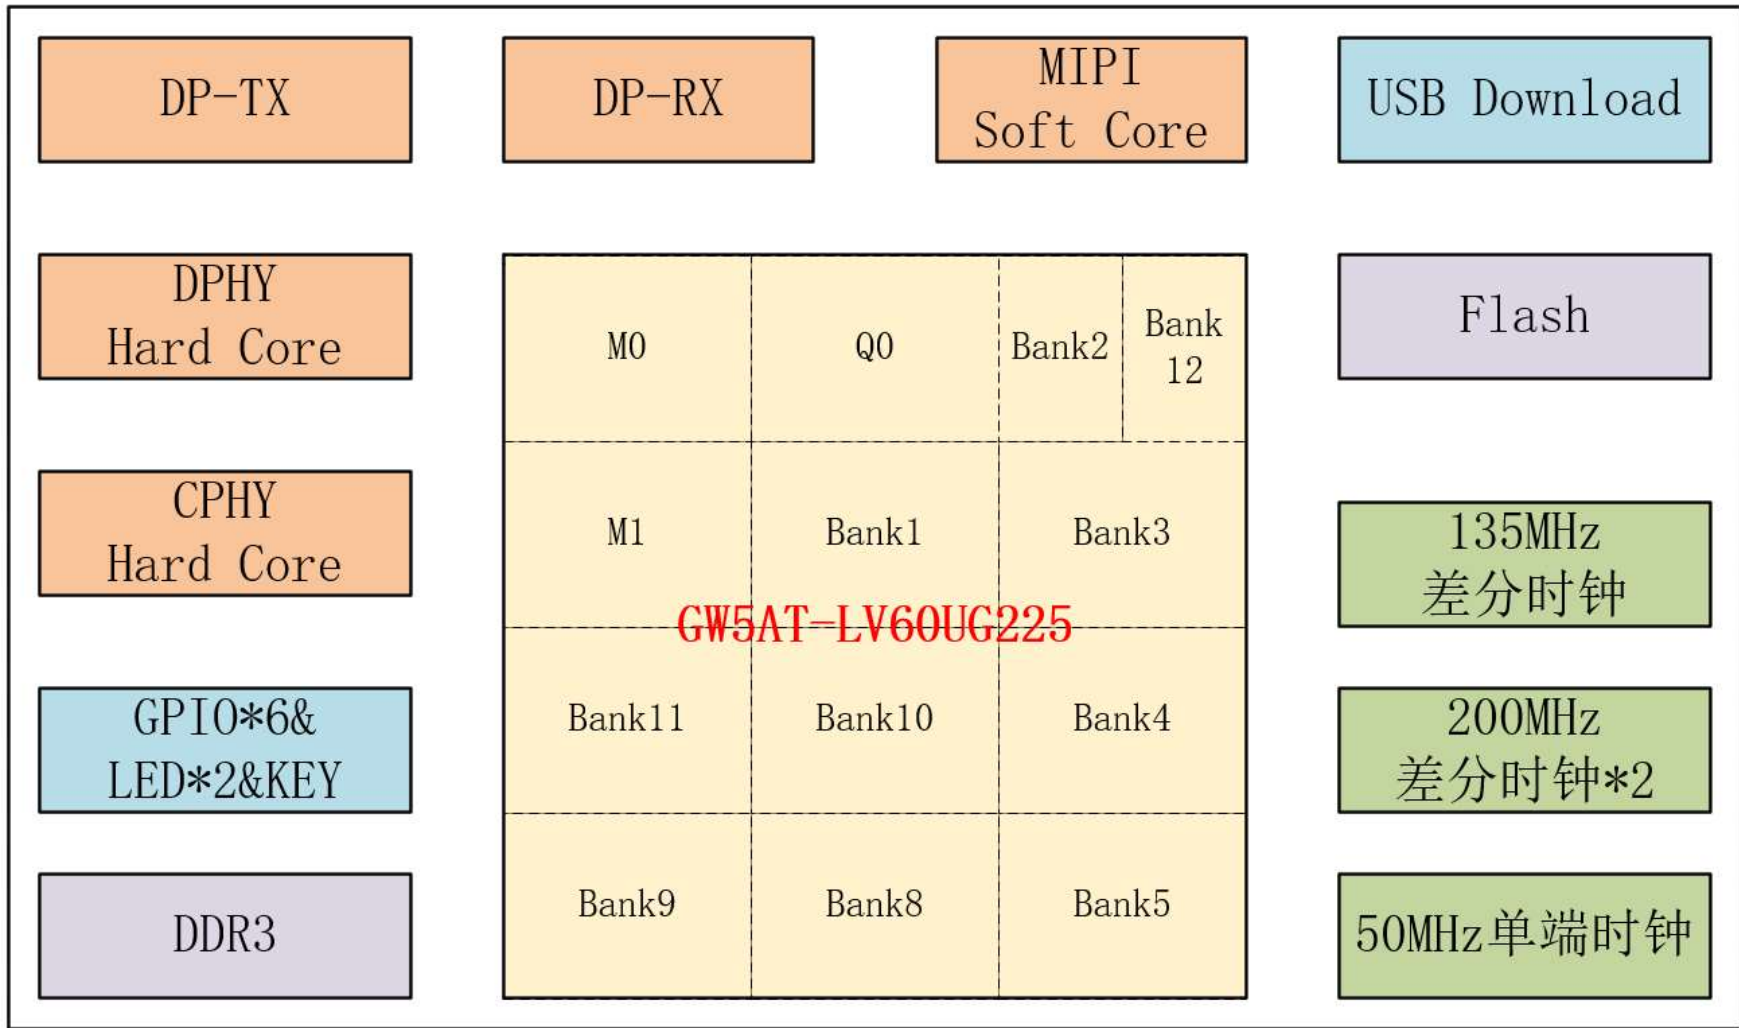 DP-TX
DP-RX
MIPI
Soft Core
USB Download
DPHY
Hard Core
M0
Q0
Bank2
Bank
12
Flash
CPHY
Hard Core
M1
Bank1
Bank3
135MHz
差分时钟
GW5AT-LV60UG225
GPIO*6&
LED*2&KEY
Bank11
Bank10
Bank4
200MHz
差分时钟*2
DDR3
Bank9
Bank8
Bank5
50MHz单端时钟